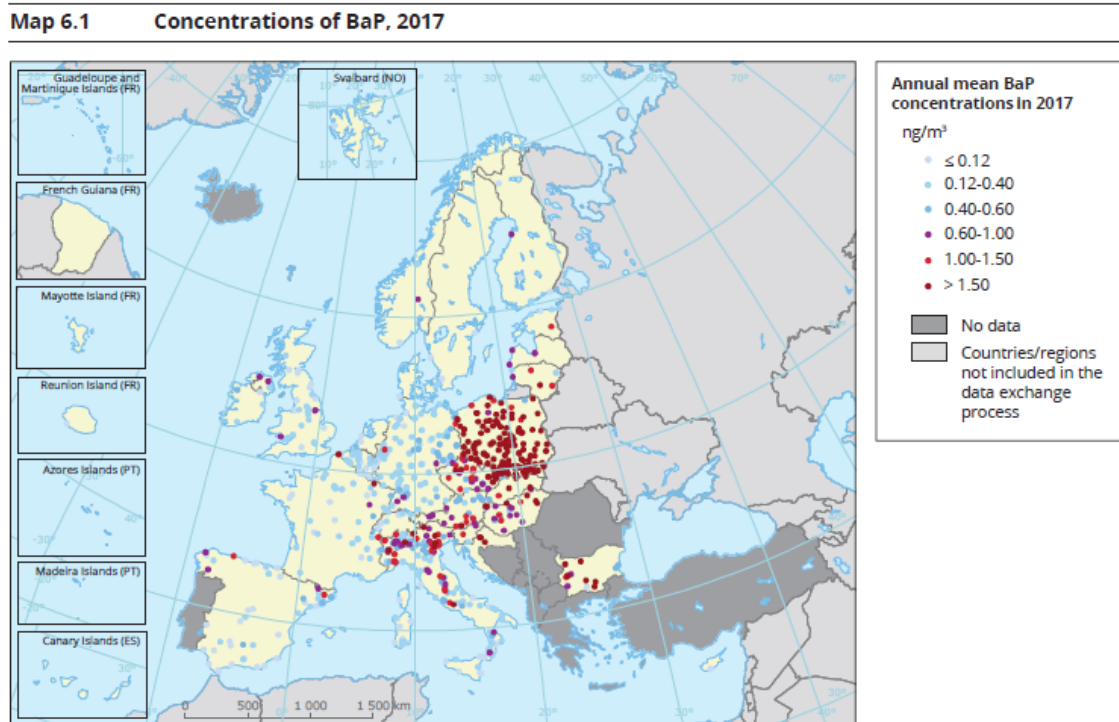 Map 6.1 Concentrations of BaP, 2017
Guadeloupe and
Martinique Islands (FR)
Svalbard (NO)
French Guiana (FR)
Mayotte Island (FR)
Reunion Island (FR)
Azores Islands (PT)
Madeira Islands (PT)
Canary Islands (ES)
0 500 1 000 1 500 km
Annual mean BaP
concentrations in 2017
ng/m³
≤ 0.12
0.12-0.40
0.40-0.60
0.60-1.00
1.00-1.50
> 1.50
No data
Countries/regions
not included in the
data exchange
process